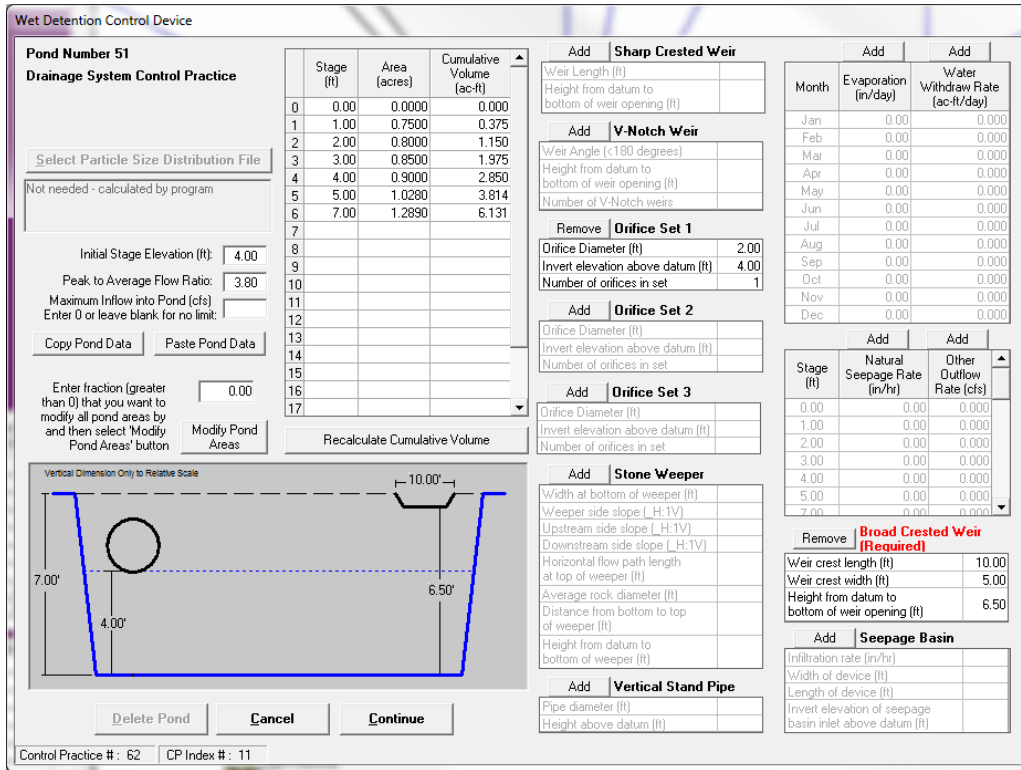 Wet Detention Control Device
Pond Number 51
Drainage System Control Practice
Select Particle Size Distribution File
Not needed - calculated by program
Initial Stage Elevation (ft): 4.00
Peak to Average Flow Ratio: 3.80
Maximum Inflow into Pond (cfs)
Enter 0 or leave blank for no limit:
Copy Pond Data Paste Pond Data
Enter fraction (greater
than 0) that you want to
modify all pond areas by
and then select 'Modify
Pond Areas' button
0.00
Modify Pond
Areas
Stage
(ft)
Area
(acres)
Cumulative
Volume
(ac-ft)
0 0.00 0.0000 0.000
1 1.00 0.7500 0.375
2 2.00 0.8000 1.150
3 3.00 0.8500 1.975
4 4.00 0.9000 2.850
5 5.00 1.0280 3.814
6 7.00 1.2890 6.131
7
8
9
10
11
12
13
14
15
16
17
Recalculate Cumulative Volume
Vertical Dimension Only to Relative Scale
10.00'
7.00'
4.00'
6.50'
Delete Pond Cancel Continue
Control Practice # : 62 CP Index # : 11
Add Sharp Crested Weir
Weir Length (ft)
Height from datum to
bottom of weir opening (ft)
Add V-Notch Weir
Weir Angle (<180 degrees)
Height from datum to
bottom of weir opening (ft)
Number of V-Notch weirs
Remove Orifice Set 1
Orifice Diameter (ft) 2.00
Invert elevation above datum (ft) 4.00
Number of orifices in set 1
Add Orifice Set 2
Orifice Diameter (ft)
Invert elevation above datum (ft)
Number of orifices in set
Add Orifice Set 3
Orifice Diameter (ft)
Invert elevation above datum (ft)
Number of orifices in set
Add Stone Weeper
Width at bottom of weeper (ft)
Weeper side slope (_H:1V)
Upstream side slope (_H:1V)
Downstream side slope (_H:1V)
Horizontal flow path length
at top of weeper (ft)
Average rock diameter (ft)
Distance from bottom to top
of weeper (ft)
Height from datum to
bottom of weeper (ft)
Add Vertical Stand Pipe
Pipe diameter (ft)
Height above datum (ft)
Add Add
Month
Evaporation
(in/day)
Water
Withdraw Rate
(ac-ft/day)
Jan 0.00 0.000
Feb 0.00 0.000
Mar 0.00 0.000
Apr 0.00 0.000
May 0.00 0.000
Jun 0.00 0.000
Jul 0.00 0.000
Aug 0.00 0.000
Sep 0.00 0.000
Oct 0.00 0.000
Nov 0.00 0.000
Dec 0.00 0.000
Add Add
Stage
(ft)
Natural
Seepage Rate
(in/hr)
Other
Outflow
Rate (cfs)
0.00 0.00 0.000
1.00 0.00 0.000
2.00 0.00 0.000
3.00 0.00 0.000
4.00 0.00 0.000
5.00 0.00 0.000
7.00 0.00 0.000
Remove Broad Crested Weir
(Required)
Weir crest length (ft) 10.00
Weir crest width (ft) 5.00
Height from datum to
bottom of weir opening (ft) 6.50
Add Seepage Basin
Infiltration rate (in/hr)
Width of device (ft)
Length of device (ft)
Invert elevation of seepage
basin inlet above datum (ft)